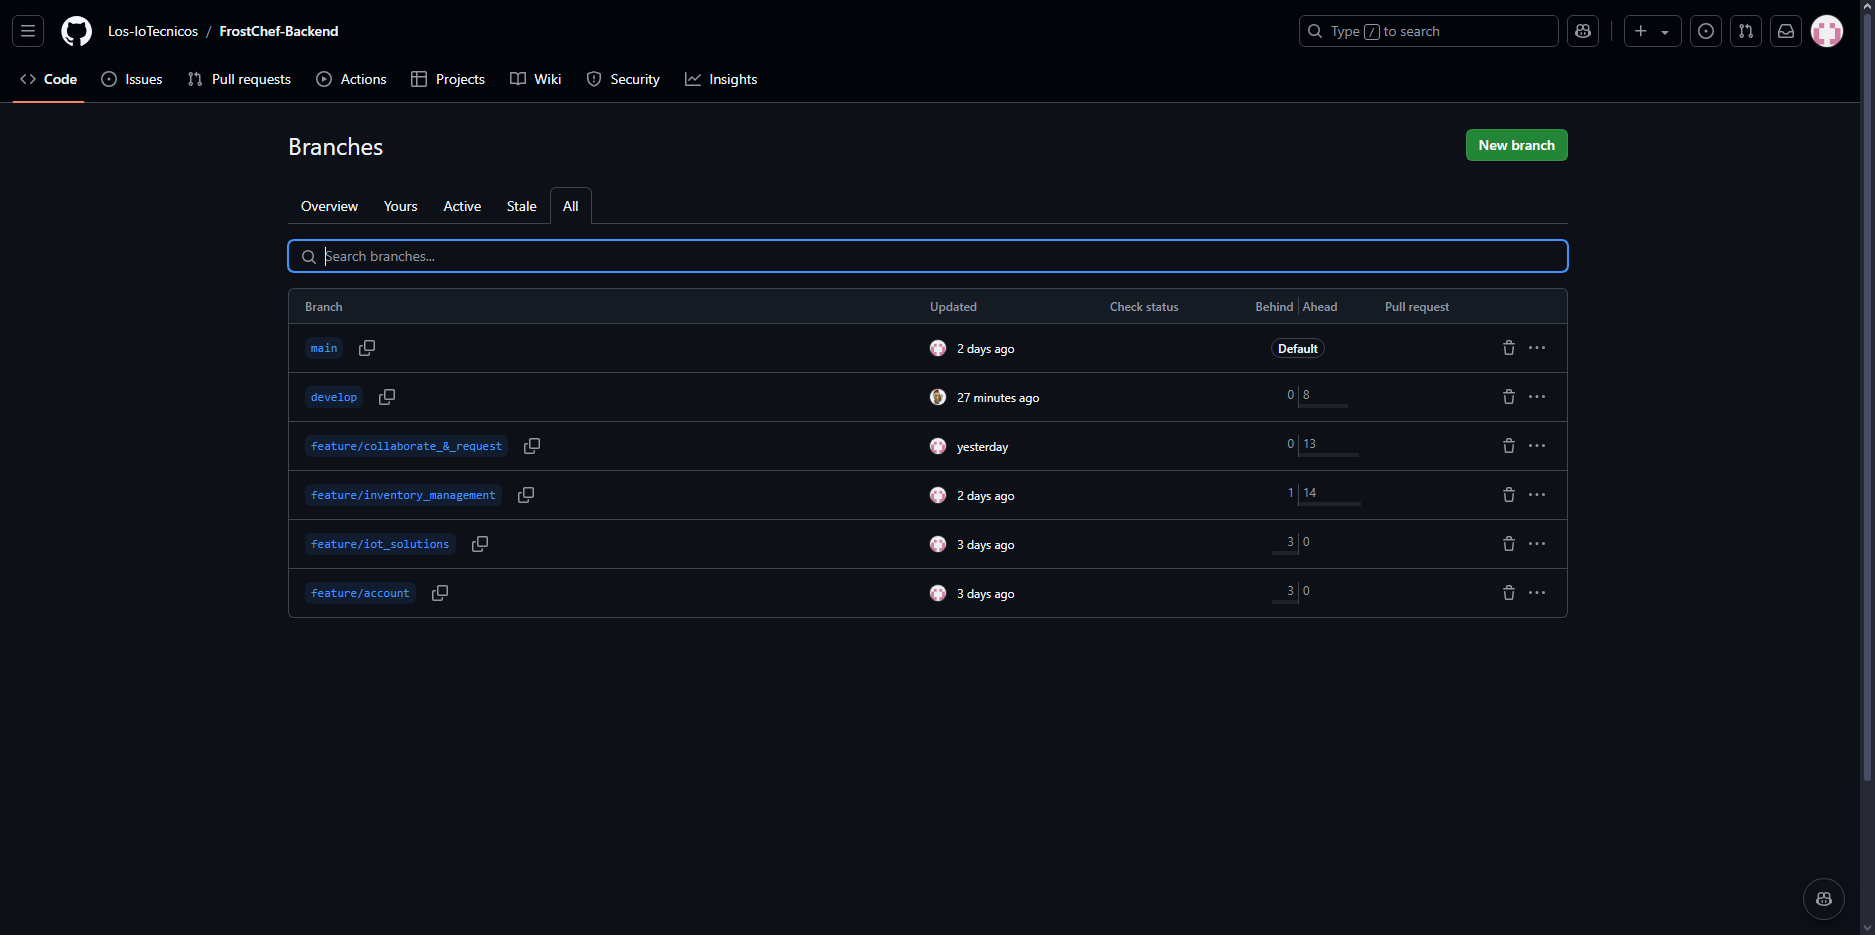 Los-IoTecnicos / FrostChef-Backend
Type / to search
Code Issues Pull requests Actions Projects Wiki Security Insights
Branches
New branch
Overview Yours Active Stale All
Search branches...
Branch Updated Check status Behind Ahead Pull request
main 2 days ago Default
develop 27 minutes ago 0 8
feature/collaborate_&_request yesterday 0 13
feature/inventory_management 2 days ago 1 14
feature/iot_solutions 3 days ago 3 0
feature/account 3 days ago 3 0